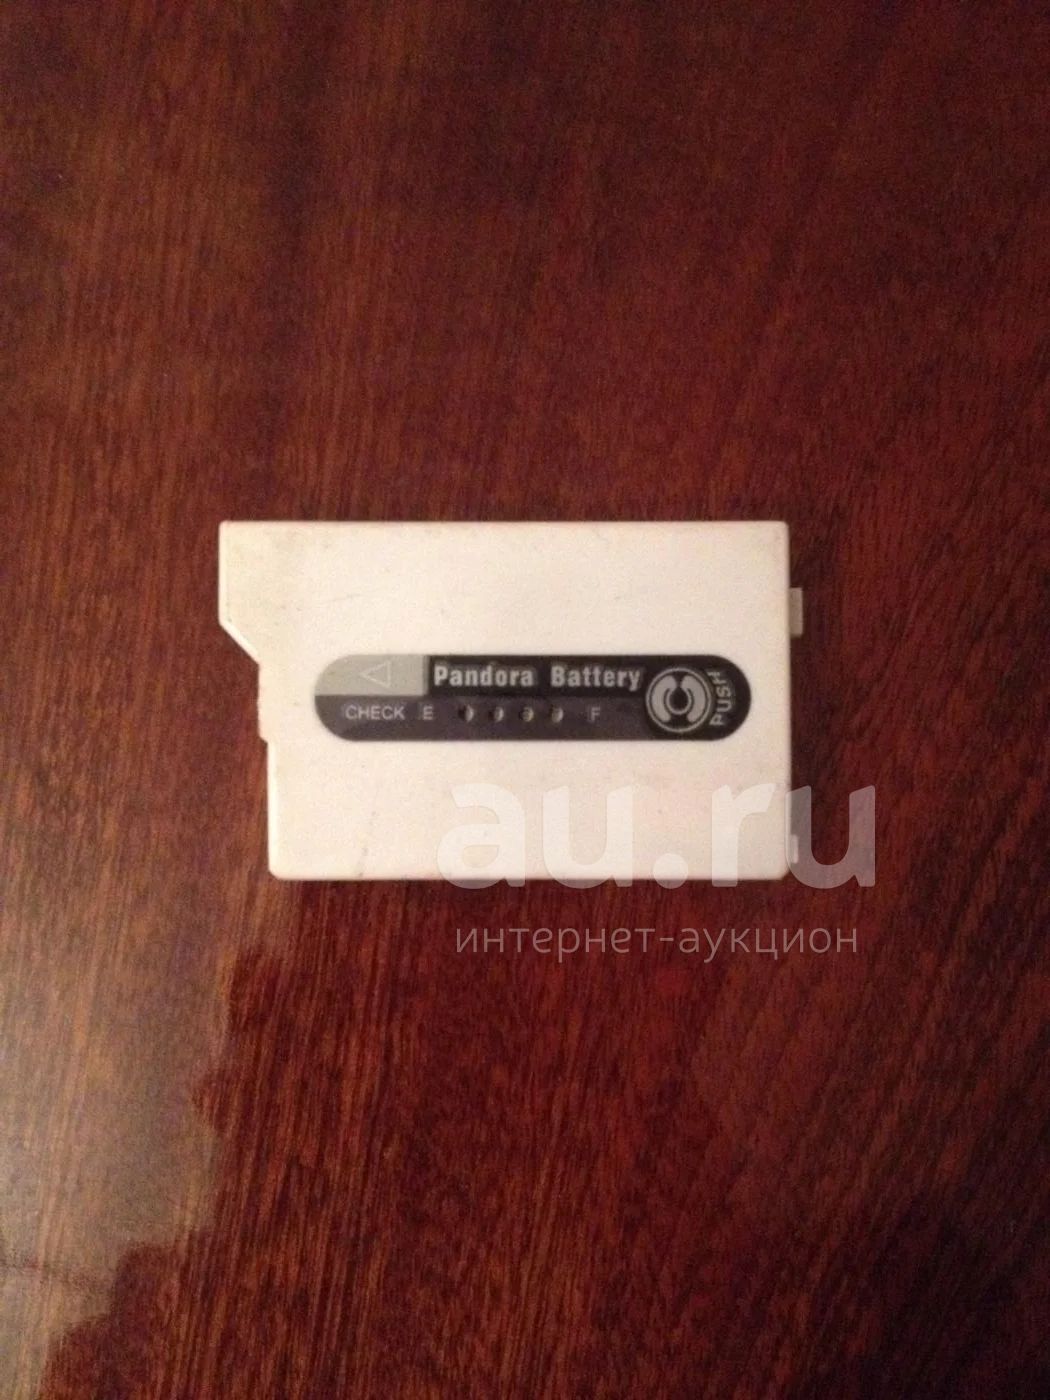 Pandora Battery
CHECK E F
PUSH
au.ru
интернет-аукцион